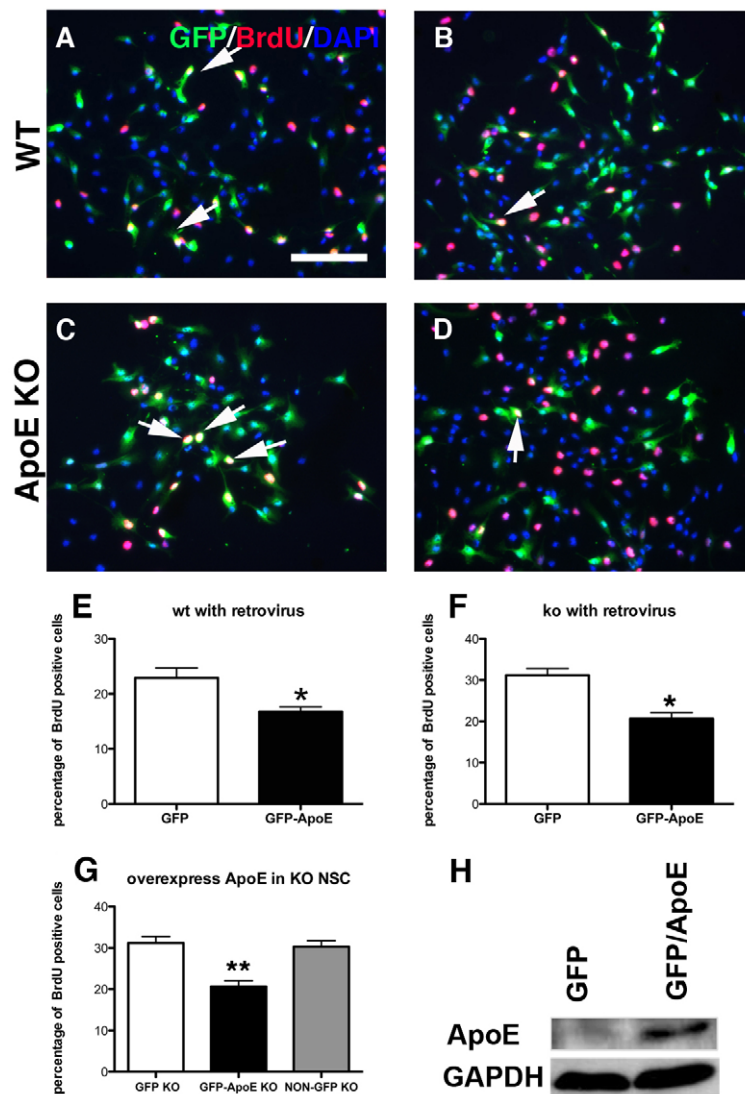 A
GFP/BrdU/DAPI
B
WT
C
D
ApoE KO
E
wt with retrovirus
percentage of BrdU positive cells
30
20
10
0
GFP
GFP-ApoE
*
F
ko with retrovirus
percentage of BrdU positive cells
40
30
20
10
0
GFP
GFP-ApoE
*
G
overexpress ApoE in KO NSC
percentage of BrdU positive cells
40
30
20
10
0
GFP KO
GFP-ApoE KO
NON-GFP KO
**
H
GFP
GFP/ApoE
ApoE
GAPDH